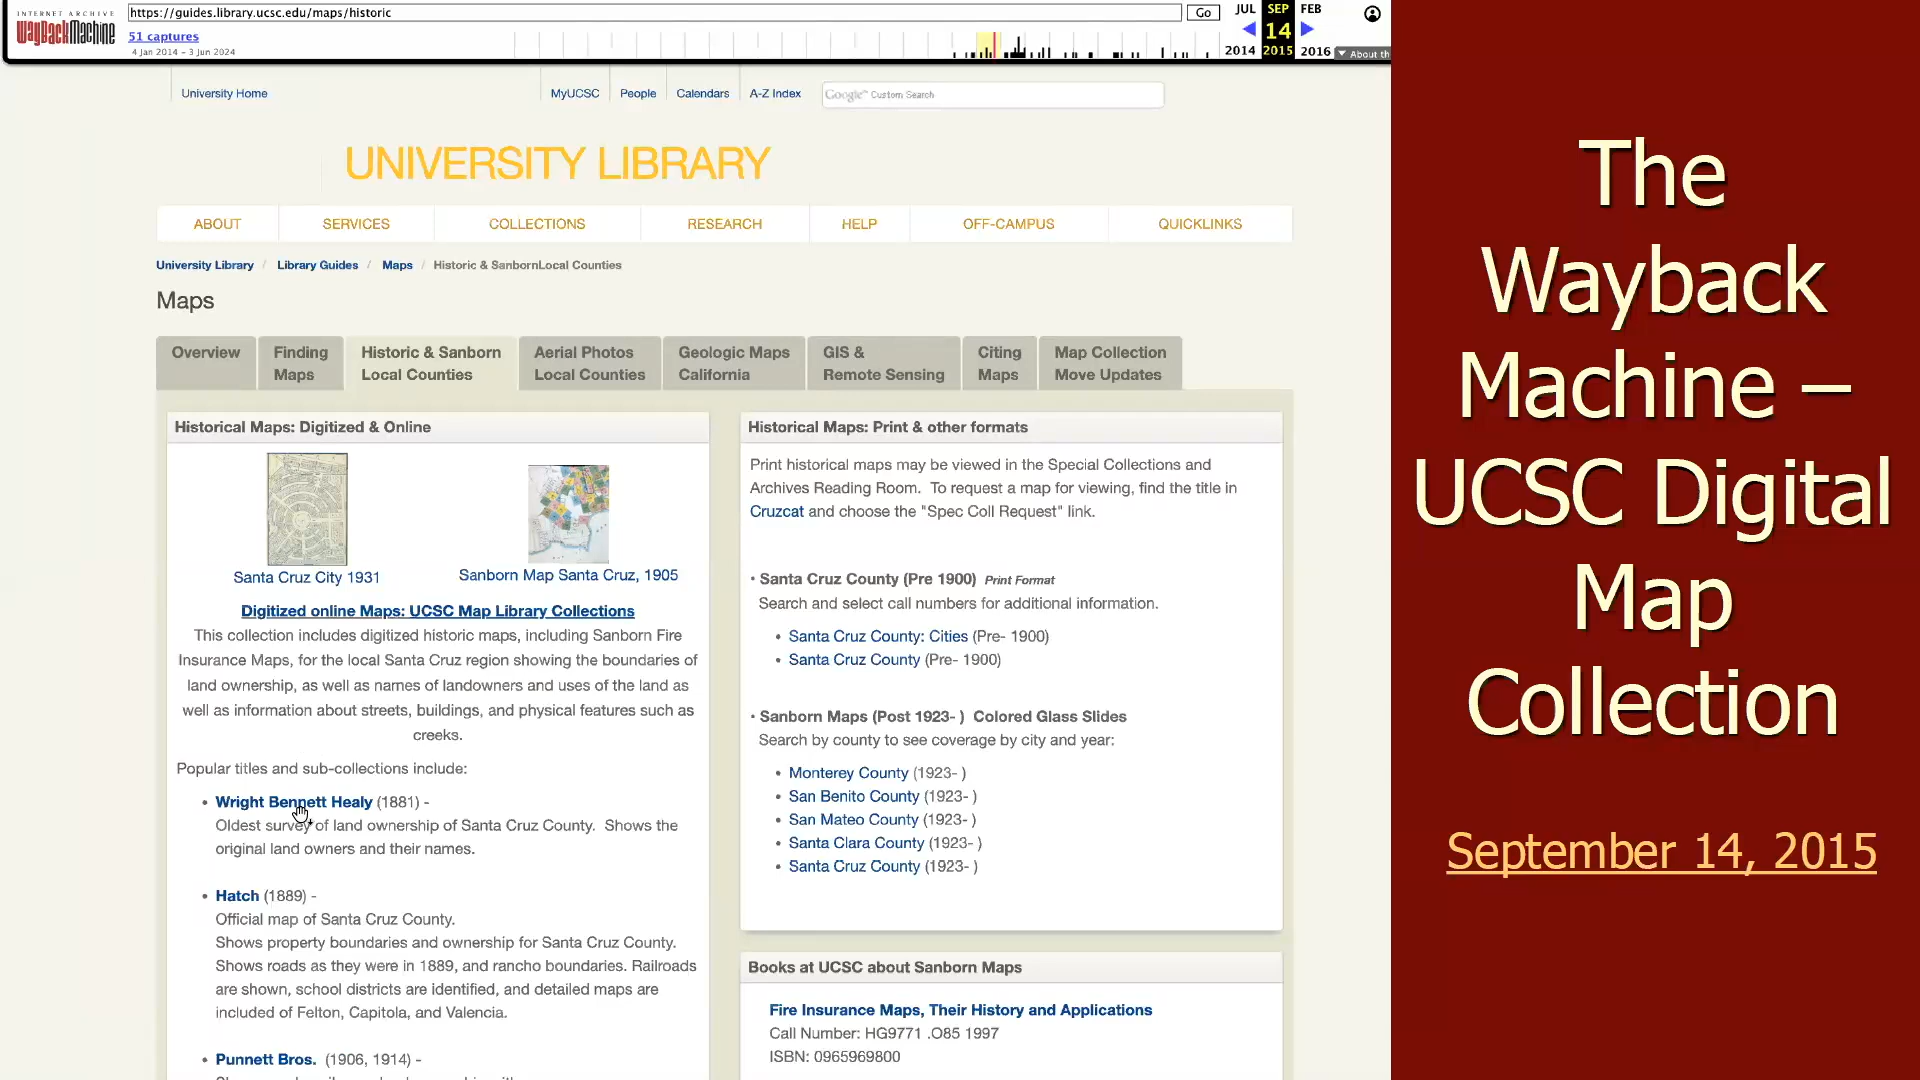 INTERNET ARCHIVE
WayBackMachine
https://guides.library.ucsc.edu/maps/historic
Go
51 captures
4 Jan 2014 – 3 Jun 2024
JUL SEP FEB
14
2014 2015 2016
About th
University Home
MyUCSC People Calendars A-Z Index
Google™ Custom Search
UNIVERSITY LIBRARY
ABOUT SERVICES COLLECTIONS RESEARCH HELP OFF-CAMPUS QUICKLINKS
University Library / Library Guides / Maps / Historic & SanbornLocal Counties
Maps
Overview
Finding
Maps
Historic & Sanborn
Local Counties
Aerial Photos
Local Counties
Geologic Maps
California
GIS &
Remote Sensing
Citing
Maps
Map Collection
Move Updates
Historical Maps: Digitized & Online
Santa Cruz City 1931
Sanborn Map Santa Cruz, 1905
Digitized online Maps: UCSC Map Library Collections
This collection includes digitized historic maps, including Sanborn Fire
Insurance Maps, for the local Santa Cruz region showing the boundaries of
land ownership, as well as names of landowners and uses of the land as
well as information about streets, buildings, and physical features such as
creeks.
Popular titles and sub-collections include:
• Wright Bennett Healy (1881) -
Oldest survey of land ownership of Santa Cruz County. Shows the
original land owners and their names.
• Hatch (1889) -
Official map of Santa Cruz County.
Shows property boundaries and ownership for Santa Cruz County.
Shows roads as they were in 1889, and rancho boundaries. Railroads
are shown, school districts are identified, and detailed maps are
included of Felton, Capitola, and Valencia.
• Punnett Bros. (1906, 1914) -
Historical Maps: Print & other formats
Print historical maps may be viewed in the Special Collections and
Archives Reading Room. To request a map for viewing, find the title in
Cruzcat and choose the "Spec Coll Request" link.
• Santa Cruz County (Pre 1900) Print Format
Search and select call numbers for additional information.
• Santa Cruz County: Cities (Pre- 1900)
• Santa Cruz County (Pre- 1900)
• Sanborn Maps (Post 1923- ) Colored Glass Slides
Search by county to see coverage by city and year:
• Monterey County (1923- )
• San Benito County (1923- )
• San Mateo County (1923- )
• Santa Clara County (1923- )
• Santa Cruz County (1923- )
Books at UCSC about Sanborn Maps
Fire Insurance Maps, Their History and Applications
Call Number: HG9771 .O85 1997
ISBN: 0965969800
The
Wayback
Machine –
UCSC Digital
Map
Collection
September 14, 2015